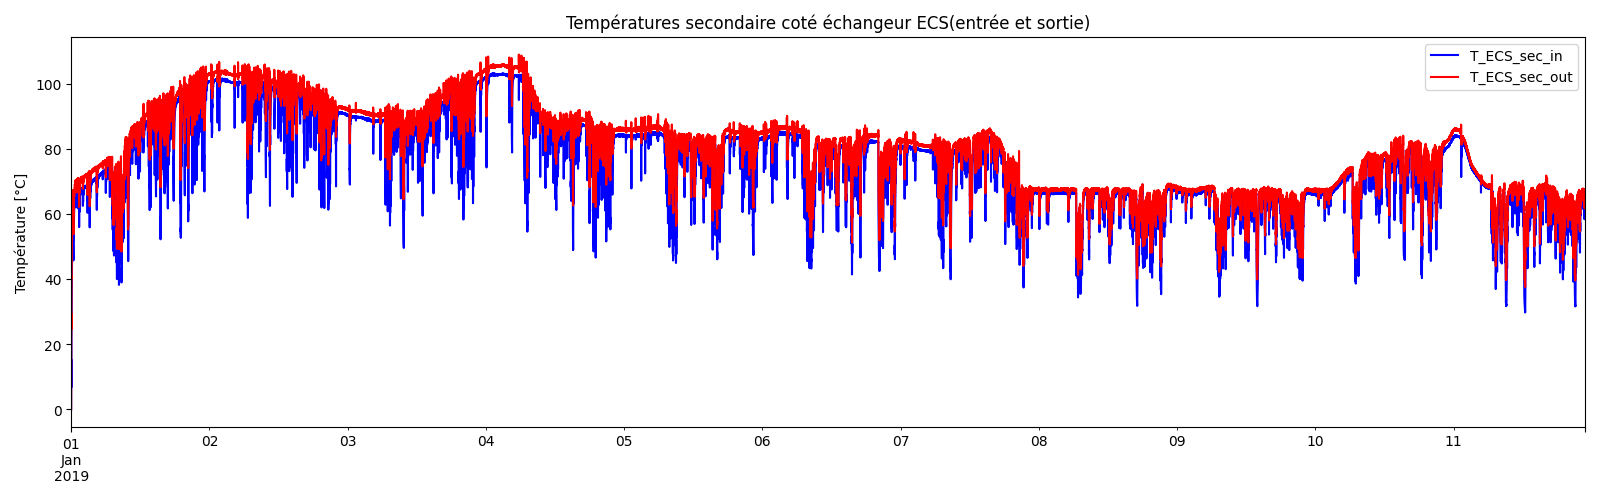 Températures secondaire coté échangeur ECS(entrée et sortie)
T_ECS_sec_in
T_ECS_sec_out
Température [°C]
100
80
60
40
20
0
01 02 03 04 05 06 07 08 09 10 11
Jan
2019